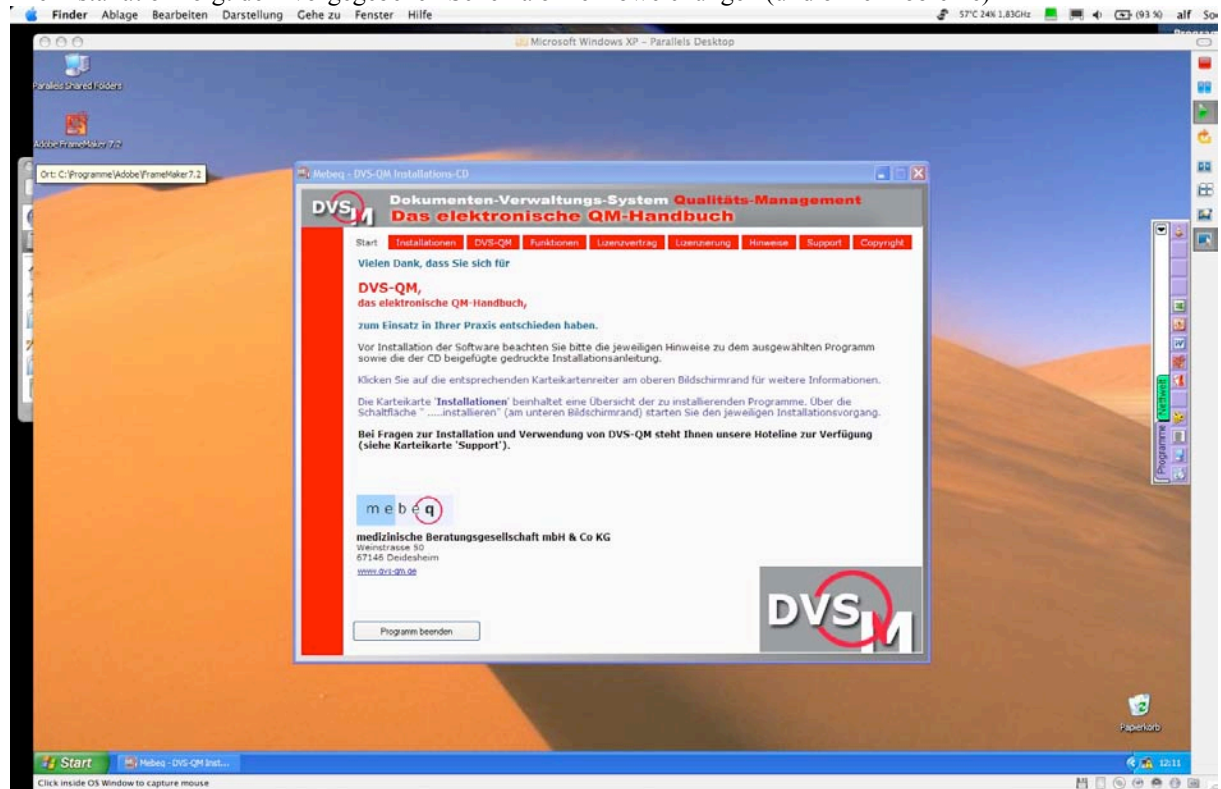 Finder Ablage Bearbeiten Darstellung Gehe zu Fenster Hilfe 57°C 24% 1,83GHz (93 %) alf
Microsoft Windows XP - Parallels Desktop
Parallels Shared Folders
Adobe FrameMaker 7.2
Ort: C:\Programme\Adobe\FrameMaker7.2
Mebeq - DVS-QM Installations-CD
DVS M
Dokumenten-Verwaltungs-System Qualitäts-Management
Das elektronische QM-Handbuch
Start Installationen DVS-QM Funktionen Lizenzvertrag Lizenzierung Hinweise Support Copyright
Vielen Dank, dass Sie sich für
DVS-QM,
das elektronische QM-Handbuch,
zum Einsatz in Ihrer Praxis entschieden haben.
Vor Installation der Software beachten Sie bitte die jeweiligen Hinweise zu dem ausgewählten Programm
sowie die der CD beigefügte gedruckte Installationsanleitung.
Klicken Sie auf die entsprechenden Karteikartenreiter am oberen Bildschirmrand für weitere Informationen.
Die Karteikarte 'Installationen' beinhaltet eine Übersicht der zu installierenden Programme. Über die
Schaltfläche " .....installieren" (am unteren Bildschirmrand) starten Sie den jeweiligen Installationsvorgang.
Bei Fragen zur Installation und Verwendung von DVS-QM steht Ihnen unsere Hoteline zur Verfügung
(siehe Karteikarte 'Support').
mebeq
medizinische Beratungsgesellschaft mbH & Co KG
Weinstrasse 50
67146 Deidesheim
www.dvs-qm.de
Programm beenden
DVS M
Programme Nettwelt
Papierkorb
Start Mebeq - DVS-QM Inst... 12:11
Click inside OS Window to capture mouse